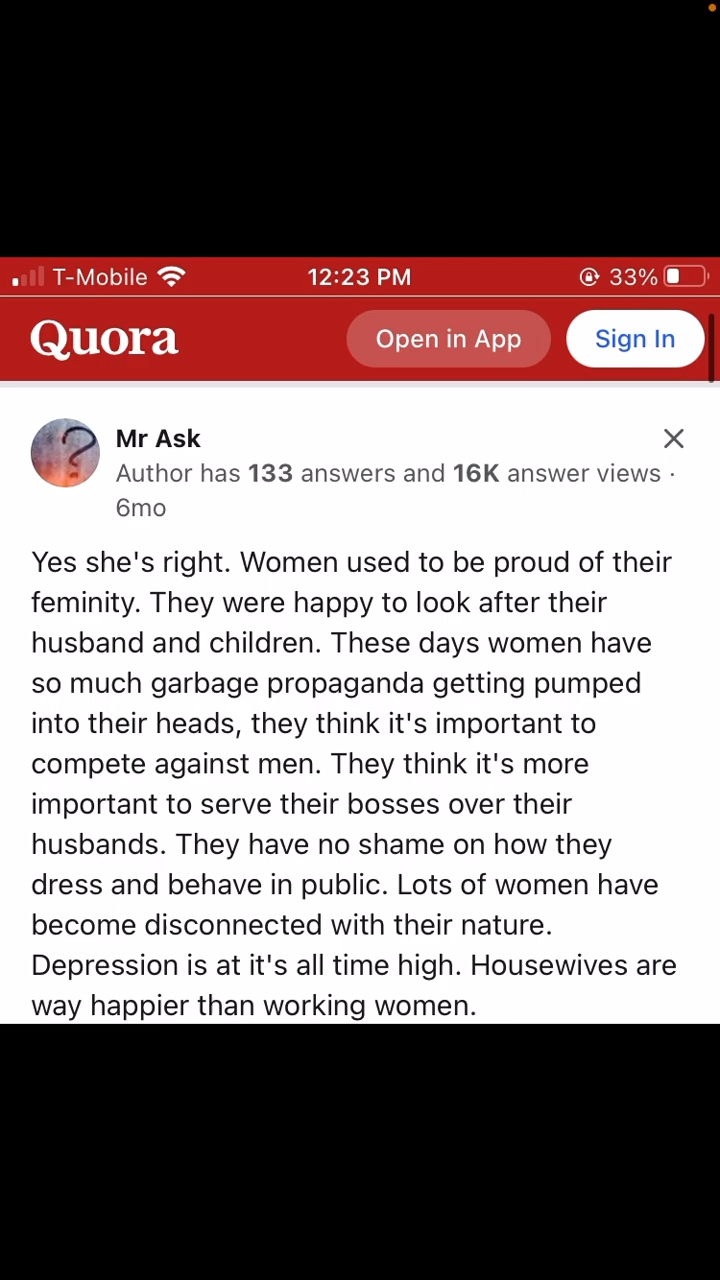 T-Mobile 12:23 PM 33%
Quora Open in App Sign In
Mr Ask
Author has 133 answers and 16K answer views ·
6mo
Yes she's right. Women used to be proud of their
feminity. They were happy to look after their
husband and children. These days women have
so much garbage propaganda getting pumped
into their heads, they think it's important to
compete against men. They think it's more
important to serve their bosses over their
husbands. They have no shame on how they
dress and behave in public. Lots of women have
become disconnected with their nature.
Depression is at it's all time high. Housewives are
way happier than working women.